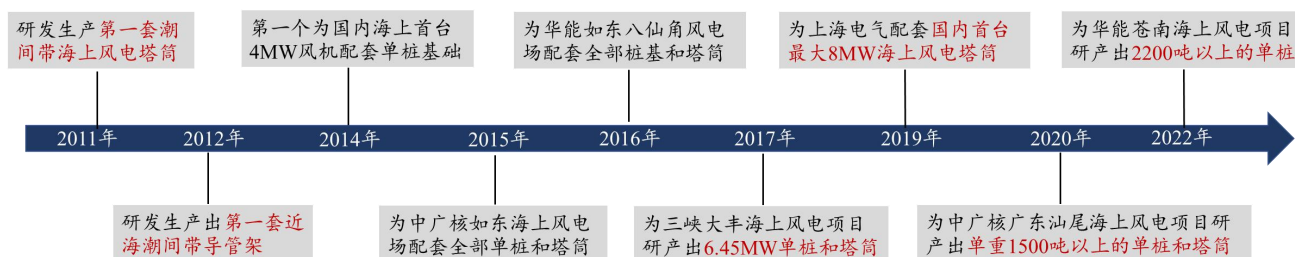 研发生产第一套潮
间带海上风电塔筒
第一个为国内海上首台
4MW风机配套单桩基础
为华能如东八仙角风电
场配套全部桩基和塔筒
为上海电气配套国内首台
最大8MW海上风电塔筒
为华能苍南海上风电项目
研产出2200吨以上的单桩
2011年
2012年
2014年
2015年
2016年
2017年
2019年
2020年
2022年
研发生产出第一套近
海潮间带导管架
为中广核如东海上风电
场配套全部单桩和塔筒
为三峡大丰海上风电项目
研产出6.45MW单桩和塔筒
为中广核广东汕尾海上风电项目研
产出单重1500吨以上的单桩和塔筒